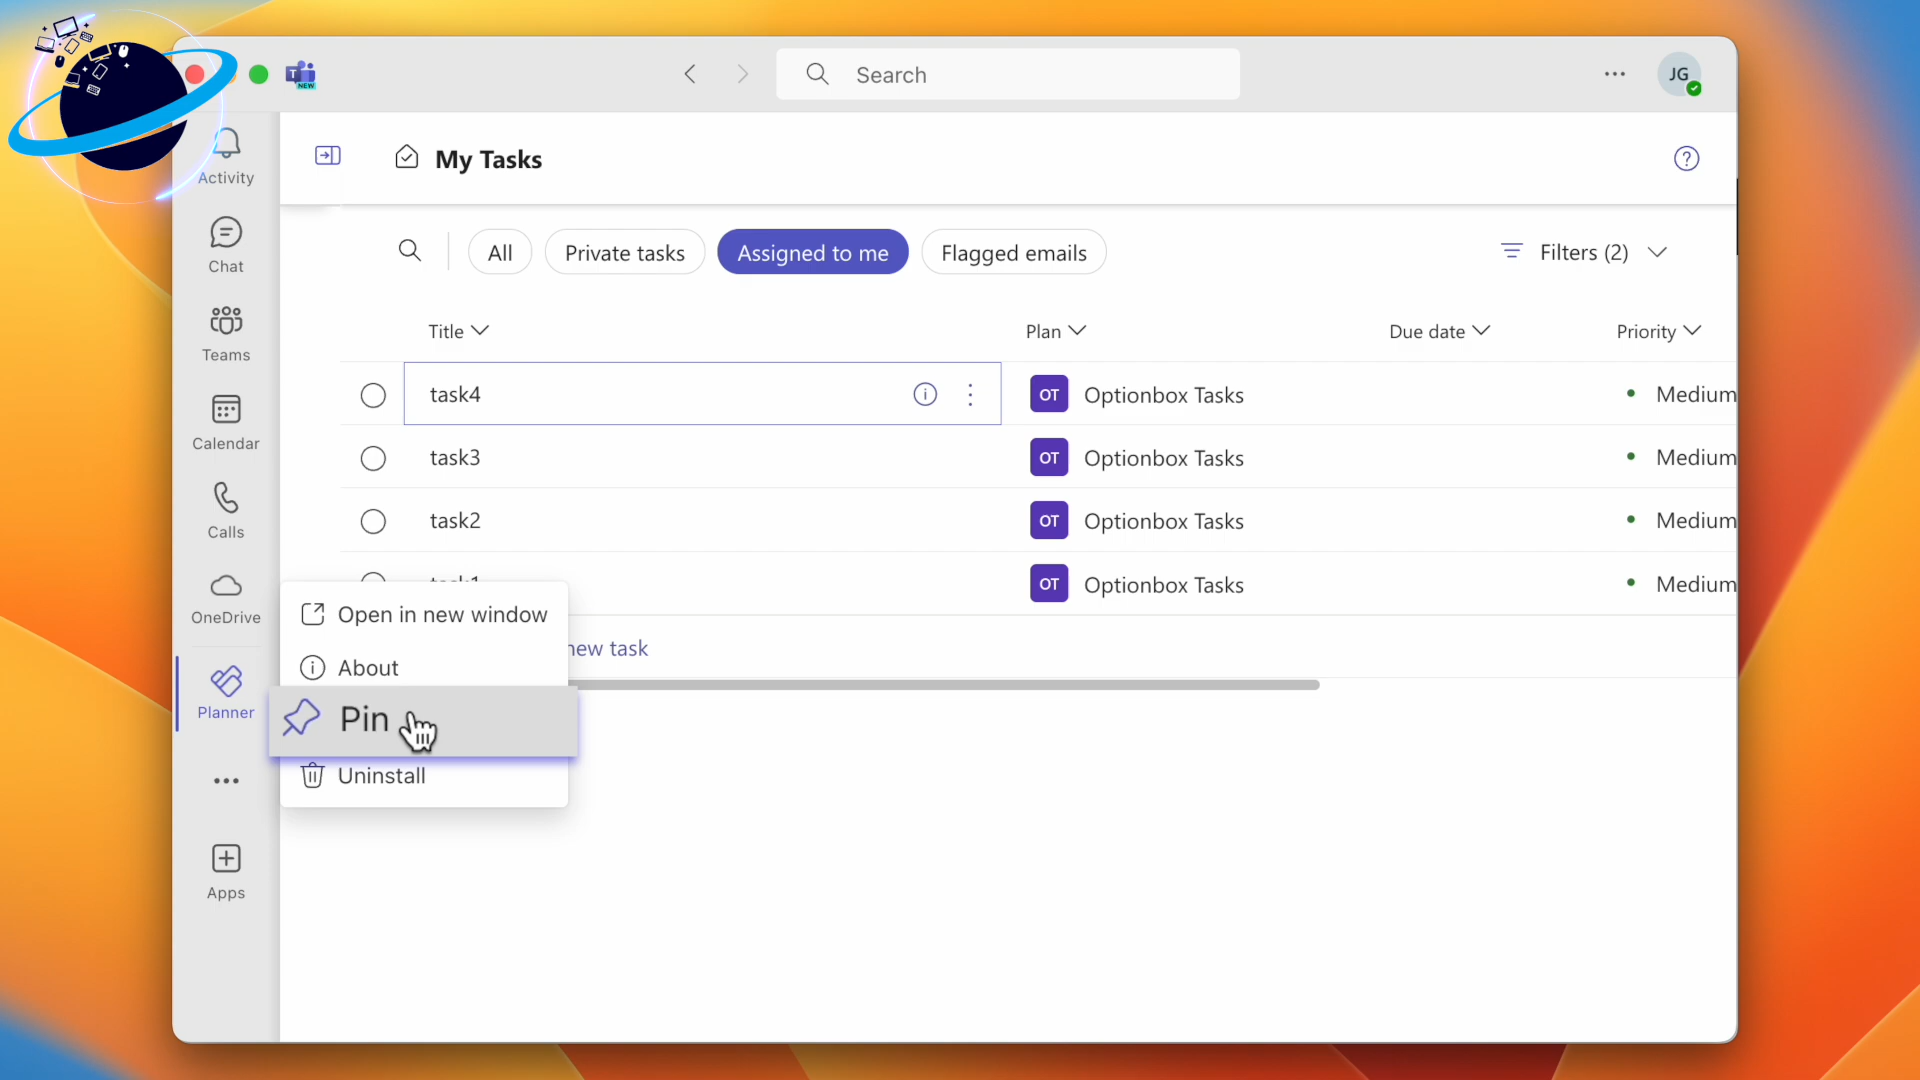 T
NEW
Search
JG
Activity
My Tasks
Chat
All
Private tasks
Assigned to me
Flagged emails
Filters (2)
Teams
Title
Plan
Due date
Priority
Calendar
task4
OT
Optionbox Tasks
Medium
task3
OT
Optionbox Tasks
Medium
Calls
task2
OT
Optionbox Tasks
Medium
OneDrive
task1
OT
Optionbox Tasks
Medium
new task
Open in new window
About
Planner
Pin
Uninstall
Apps